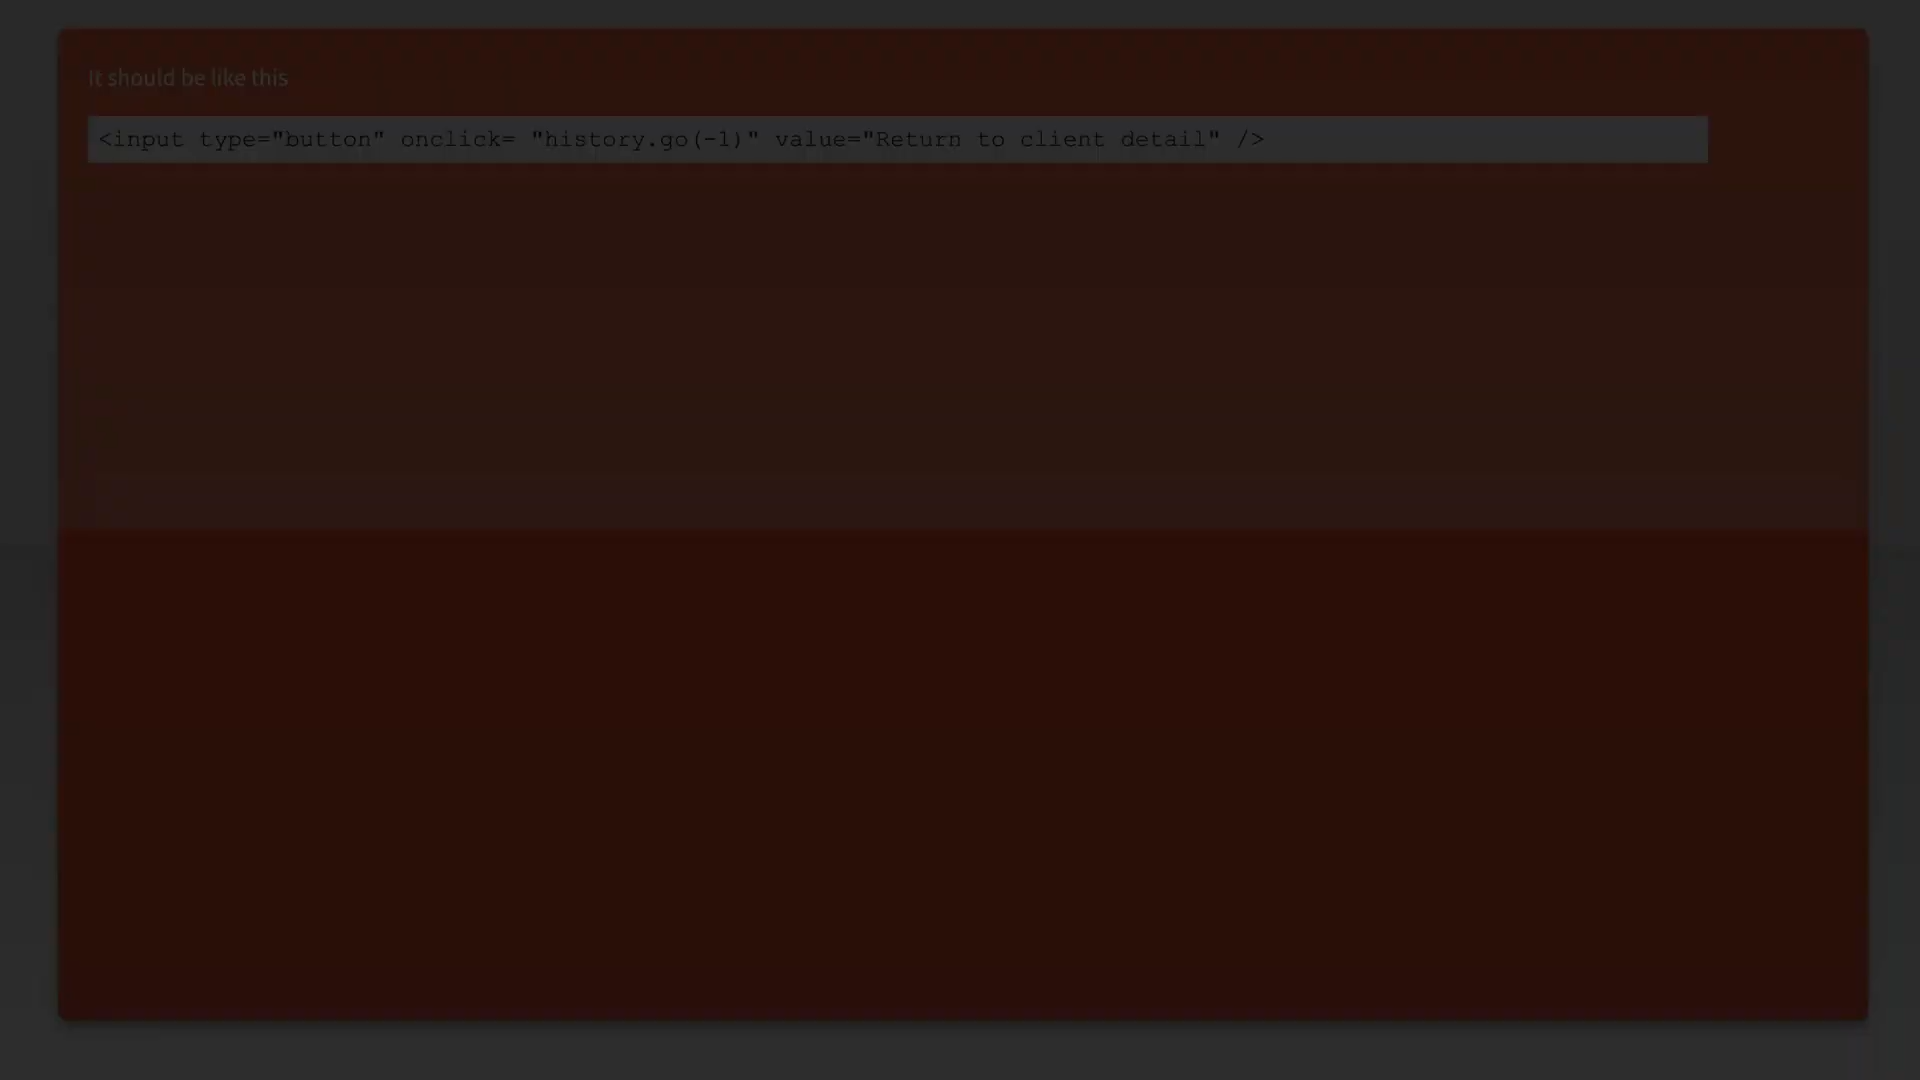 It should be like this
<input type="button" onclick= "history.go(-1)" value="Return to client detail" />